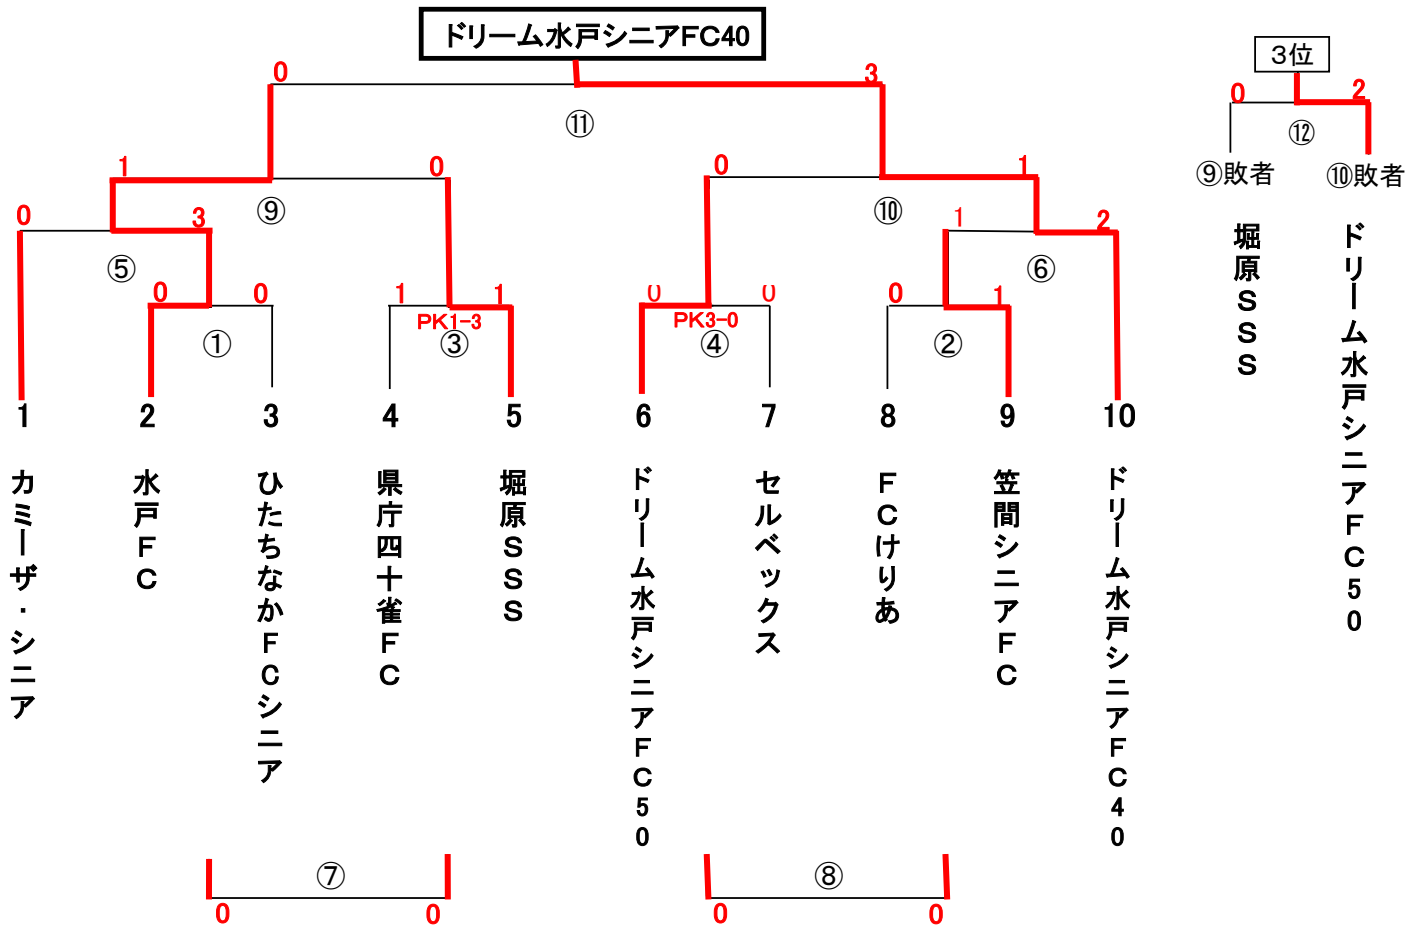 ドリーム水戸シニアFC40
3位
0
3
0
2
⑪
⑫
1
0
0
1
⑨敗者
⑩敗者
0
3
⑨
⑩
1
2
⑤
⑥
0
0
1
1
0
0
0
1
PK1-3
PK3-0
①
③
④
②
1
2
3
4
5
6
7
8
9
10
カミーザ・シニア
水戸FC
ひたちなかFCシニア
県庁四十雀FC
堀原SSS
ドリーム水戸シニアFC50
セルベックス
FCけりあ
笠間シニアFC
ドリーム水戸シニアFC40
堀原SSS
ドリーム水戸シニアFC50
⑦
⑧
0
0
0
0